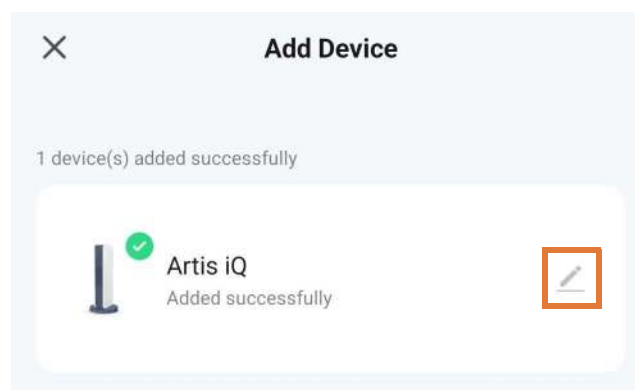 Add Device
1 device(s) added successfully
Artis iQ
Added successfully